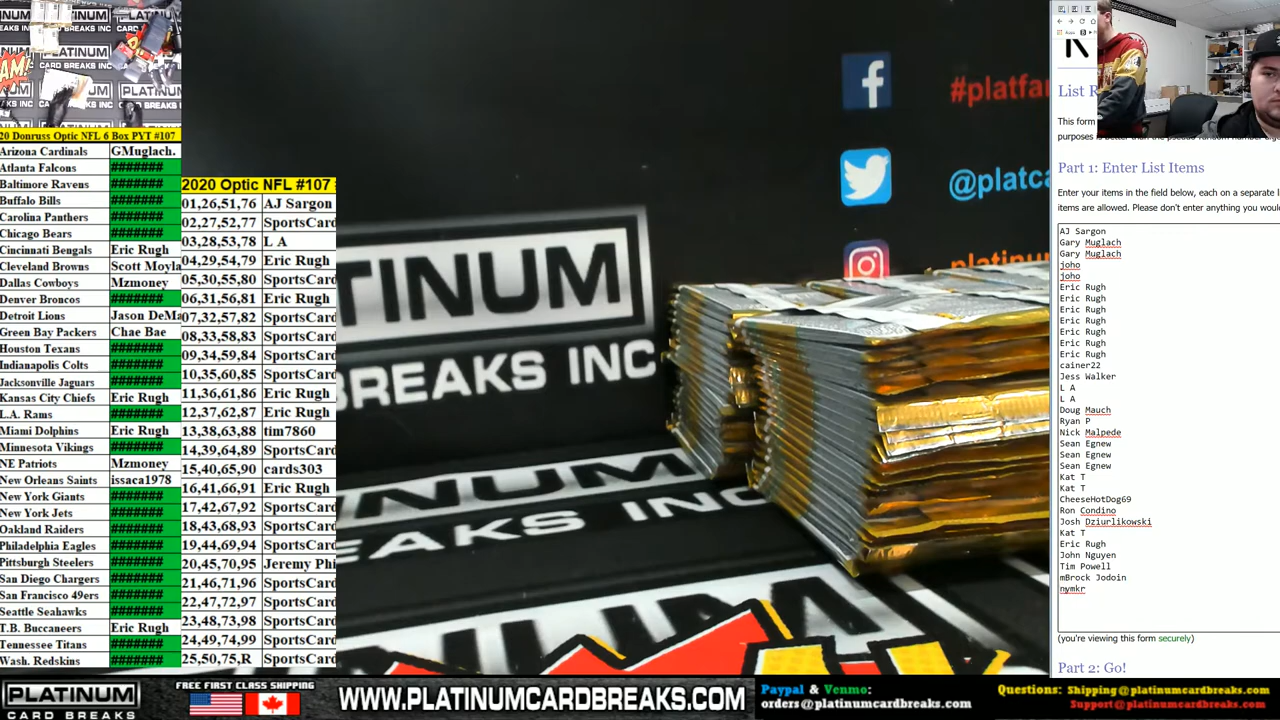 PLATINUM
CARD BREAKS
20 Donruss Optic NFL 6 Box PYT #107
Arizona Cardinals GMuglach.
Atlanta Falcons #######
Baltimore Ravens #######
Buffalo Bills #######
Carolina Panthers #######
Chicago Bears #######
Cincinnati Bengals Eric Rugh
Cleveland Browns Scott Moyla
Dallas Cowboys Mzmoney
Denver Broncos #######
Detroit Lions Jason DeMa
Green Bay Packers Chae Bae
Houston Texans #######
Indianapolis Colts #######
Jacksonville Jaguars #######
Kansas City Chiefs Eric Rugh
L.A. Rams #######
Miami Dolphins Eric Rugh
Minnesota Vikings #######
NE Patriots Mzmoney
New Orleans Saints issaca1978
New York Giants #######
New York Jets #######
Oakland Raiders #######
Philadelphia Eagles #######
Pittsburgh Steelers #######
San Diego Chargers #######
San Francisco 49ers #######
Seattle Seahawks #######
T.B. Buccaneers Eric Rugh
Tennessee Titans #######
Wash. Redskins #######
2020 Optic NFL #107
01,26,51,76 AJ Sargon
02,27,52,77 SportsCard
03,28,53,78 L A
04,29,54,79 Eric Rugh
05,30,55,80 SportsCard
06,31,56,81 Eric Rugh
07,32,57,82 SportsCard
08,33,58,83 SportsCard
09,34,59,84 SportsCard
10,35,60,85 SportsCard
11,36,61,86 Eric Rugh
12,37,62,87 Eric Rugh
13,38,63,88 tim7860
14,39,64,89 SportsCard
15,40,65,90 cards303
16,41,66,91 Eric Rugh
17,42,67,92 SportsCard
18,43,68,93 SportsCard
19,44,69,94 SportsCard
20,45,70,95 Jeremy Phi
21,46,71,96 SportsCard
22,47,72,97 SportsCard
23,48,73,98 SportsCard
24,49,74,99 SportsCard
25,50,75,R SportsCard
#platfa
@platca
platinum
TINUM
BREAKS INC
EAKS INC
List R
This form
purposes is better than the pseudo-random number
Part 1: Enter List Items
Enter your items in the field below, each on a separate l
items are allowed. Please don't enter anything you would
AJ Sargon
Gary Muglach
Gary Muglach
joho
joho
Eric Rugh
Eric Rugh
Eric Rugh
Eric Rugh
Eric Rugh
Eric Rugh
Eric Rugh
cainer22
Jess Walker
L A
L A
Doug Mauch
Ryan P
Nick Malpede
Sean Egnew
Sean Egnew
Sean Egnew
Kat T
Kat T
CheeseHotDog69
Ron Condino
Josh Dziurlikowski
Kat T
Eric Rugh
John Nguyen
Tim Powell
mBrock Jodoin
nymkr
(you're viewing this form securely)
Part 2: Go!
PLATINUM
CARD BREAKS
FREE FIRST CLASS SHIPPING
WWW.PLATINUMCARDBREAKS.COM
Paypal & Venmo:
orders@platinumcardbreaks.com
Questions: Shipping@platinumcardbreaks.com
Support@platinumcardbreaks.com